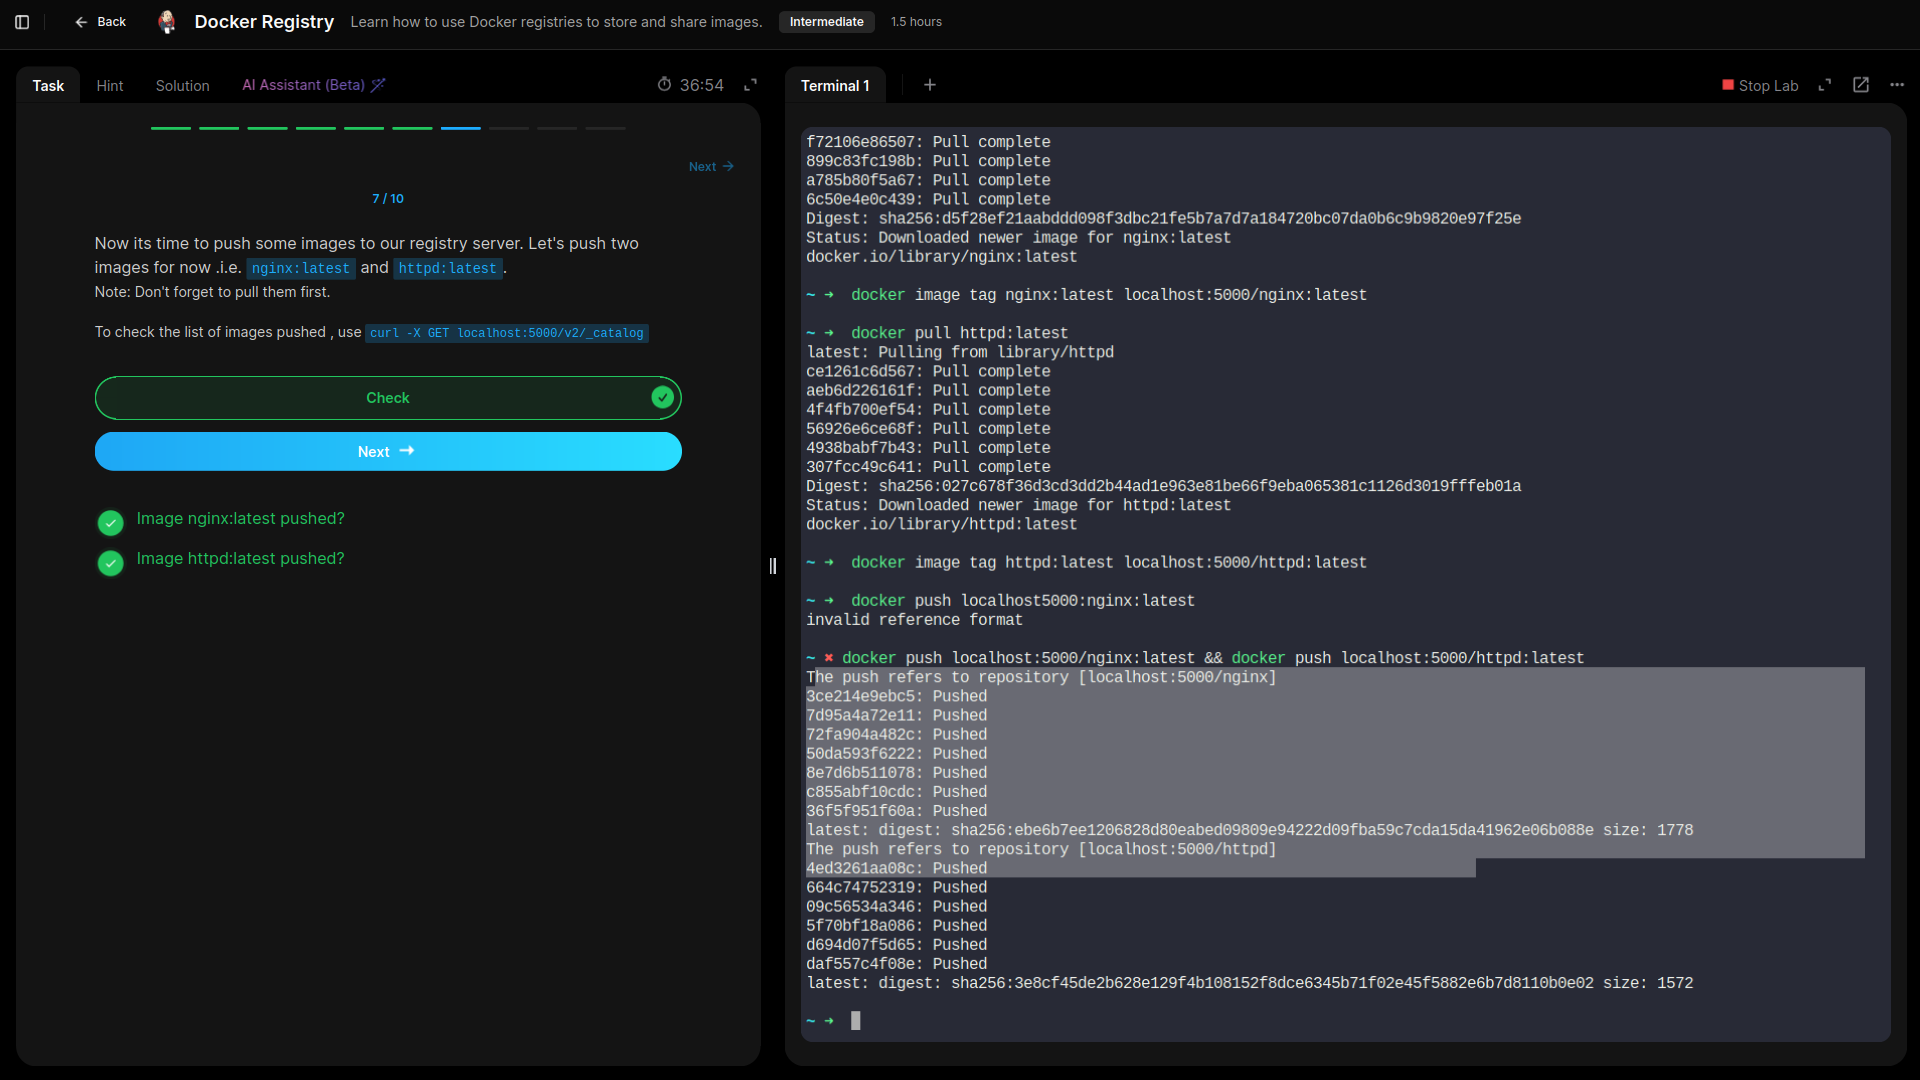 Back
Docker Registry
Learn how to use Docker registries to store and share images.
Intermediate
1.5 hours
Task
Hint
Solution
AI Assistant (Beta)
36:54
Next →
7 / 10
Now its time to push some images to our registry server. Let's push two
images for now .i.e. nginx:latest and httpd:latest.
Note: Don't forget to pull them first.
To check the list of images pushed , use curl -X GET localhost:5000/v2/_catalog
Check
Next →
Image nginx:latest pushed?
Image httpd:latest pushed?
Terminal 1
+
Stop Lab
f72106e86507: Pull complete
899c83fc198b: Pull complete
a785b80f5a67: Pull complete
6c50e4e0c439: Pull complete
Digest: sha256:d5f28ef21aabddd098f3dbc21fe5b7a7d7a184720bc07da0b6c9b9820e97f25e
Status: Downloaded newer image for nginx:latest
docker.io/library/nginx:latest
~ ➜ docker image tag nginx:latest localhost:5000/nginx:latest
~ ➜ docker pull httpd:latest
latest: Pulling from library/httpd
ce1261c6d567: Pull complete
aeb6d226161f: Pull complete
4f4fb700ef54: Pull complete
56926e6ce68f: Pull complete
4938babf7b43: Pull complete
307fcc49c641: Pull complete
Digest: sha256:027c678f36d3cd3dd2b44ad1e963e81be66f9eba065381c1126d3019fffeb01a
Status: Downloaded newer image for httpd:latest
docker.io/library/httpd:latest
~ ➜ docker image tag httpd:latest localhost:5000/httpd:latest
~ ➜ docker push localhost5000:nginx:latest
invalid reference format
~ ✖ docker push localhost:5000/nginx:latest && docker push localhost:5000/httpd:latest
The push refers to repository [localhost:5000/nginx]
3ce214e9ebc5: Pushed
7d95a4a72e11: Pushed
72fa904a482c: Pushed
50da593f6222: Pushed
8e7d6b511078: Pushed
c855abf10cdc: Pushed
36f5f951f60a: Pushed
latest: digest: sha256:ebe6b7ee1206828d80eabed09809e94222d09fba59c7cda15da41962e06b088e size: 1778
The push refers to repository [localhost:5000/httpd]
4ed3261aa08c: Pushed
664c74752319: Pushed
09c56534a346: Pushed
5f70bf18a086: Pushed
d694d07f5d65: Pushed
daf557c4f08e: Pushed
latest: digest: sha256:3e8cf45de2b628e129f4b108152f8dce6345b71f02e45f5882e6b7d8110b0e02 size: 1572
~ ➜